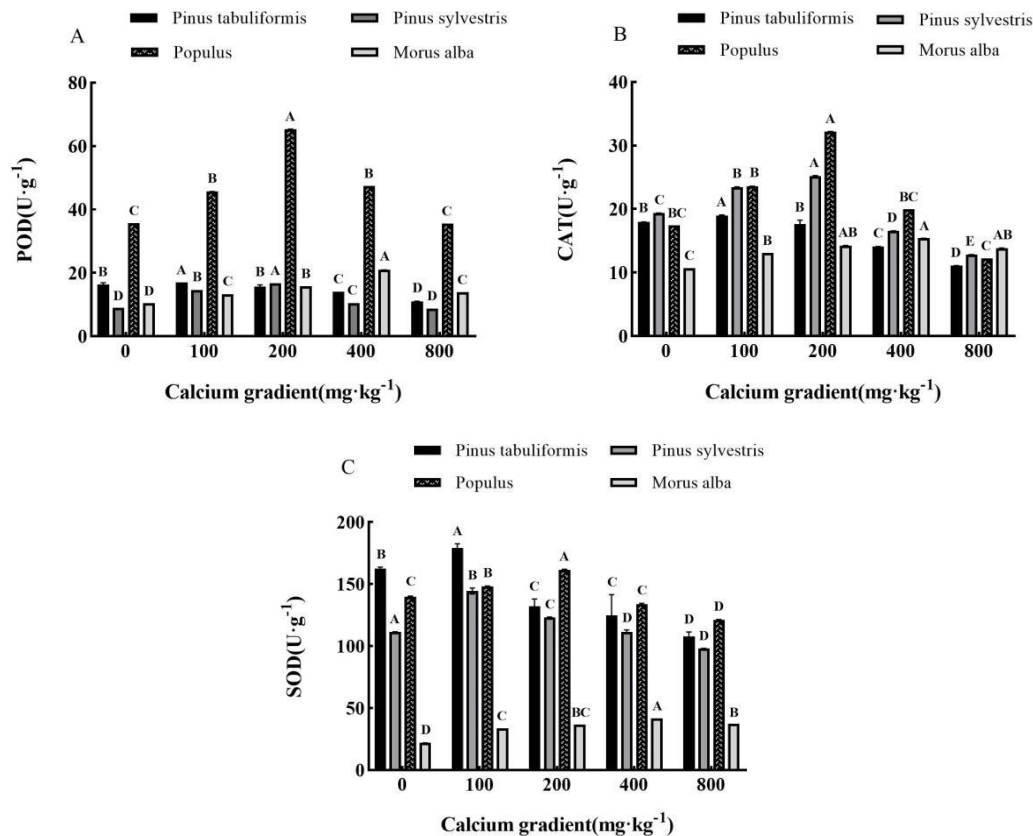 A
Pinus tabuliformis Pinus sylvestris
Populus Morus alba
POD(U·g⁻¹)
80
60
40
20
0
B D C D
A B B C
B A A B
C C B A
D D C B
0 100 200 400 800
Calcium gradient(mg·kg⁻¹)
B
Pinus tabuliformis Pinus sylvestris
Populus Morus alba
CAT(U·g⁻¹)
40
30
20
10
0
B C BC C
A B B B
B A A AB
C D BC A
D E C AB
0 100 200 400 800
Calcium gradient(mg·kg⁻¹)
C
Pinus tabuliformis Pinus sylvestris
Populus Morus alba
SOD(U·g⁻¹)
200
150
100
50
0
B A C D
A B B C
C C A BC
C D C A
D D D B
0 100 200 400 800
Calcium gradient(mg·kg⁻¹)